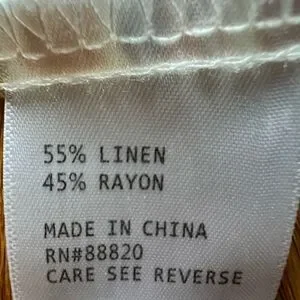 55% LINEN
45% RAYON
MADE IN CHINA
RN#88820
CARE SEE REVERSE